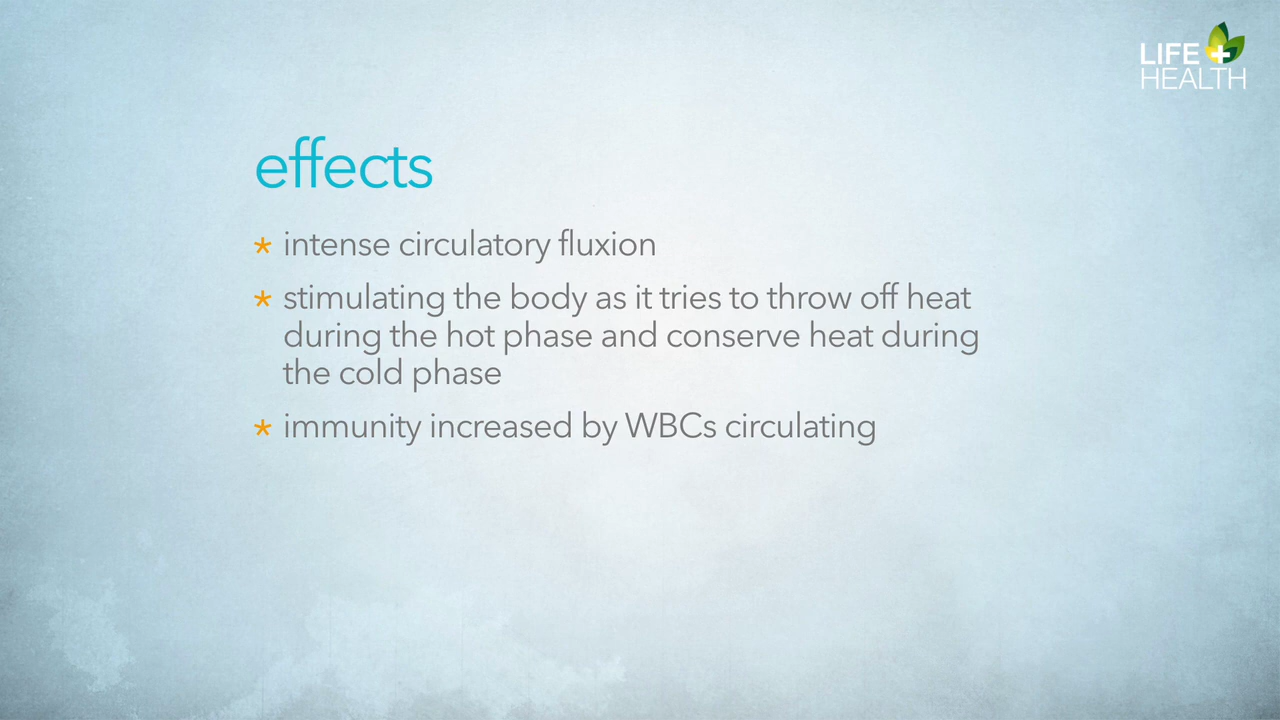 LIFE +
HEALTH
effects
* intense circulatory fluxion
* stimulating the body as it tries to throw off heat
during the hot phase and conserve heat during
the cold phase
* immunity increased by WBCs circulating